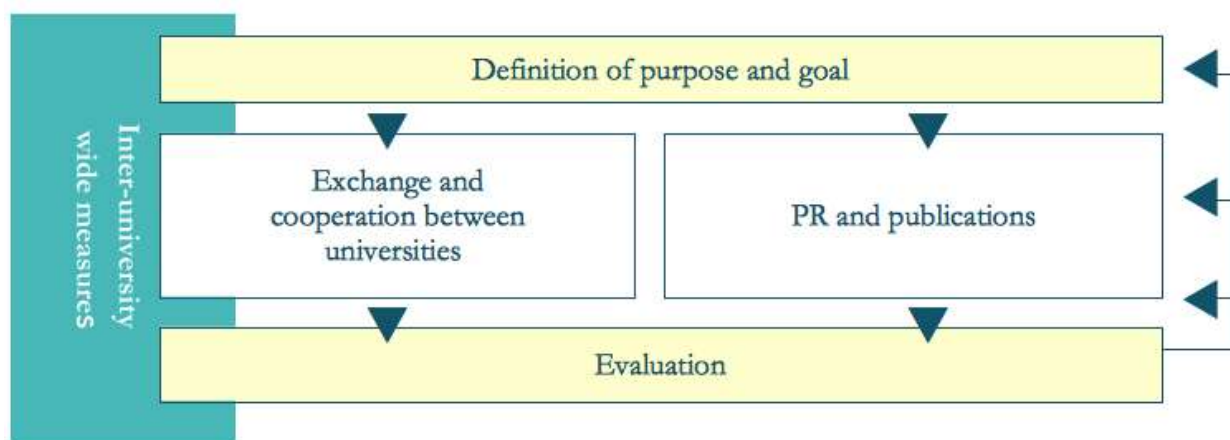 Inter-university
wide measures
Definition of purpose and goal
Exchange and
cooperation between
universities
PR and publications
Evaluation